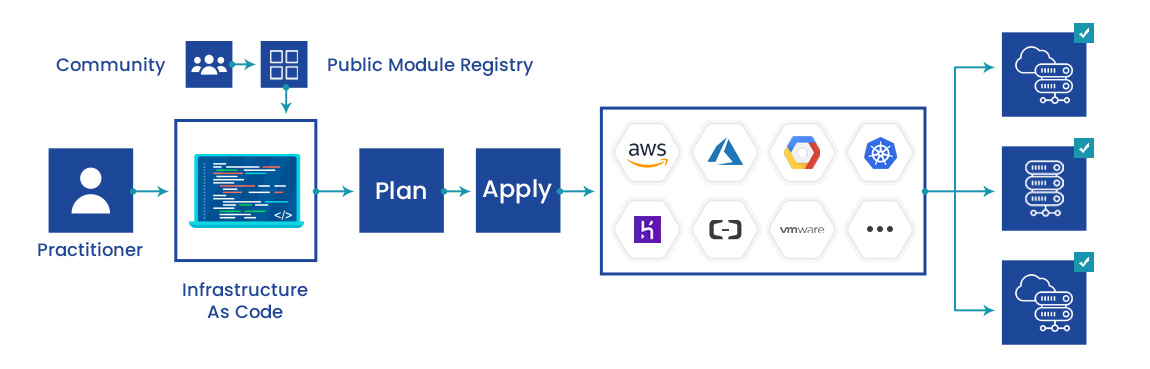 Community
Public Module Registry
Practitioner
</>
Infrastructure
As Code
Plan
Apply
aws
vmware